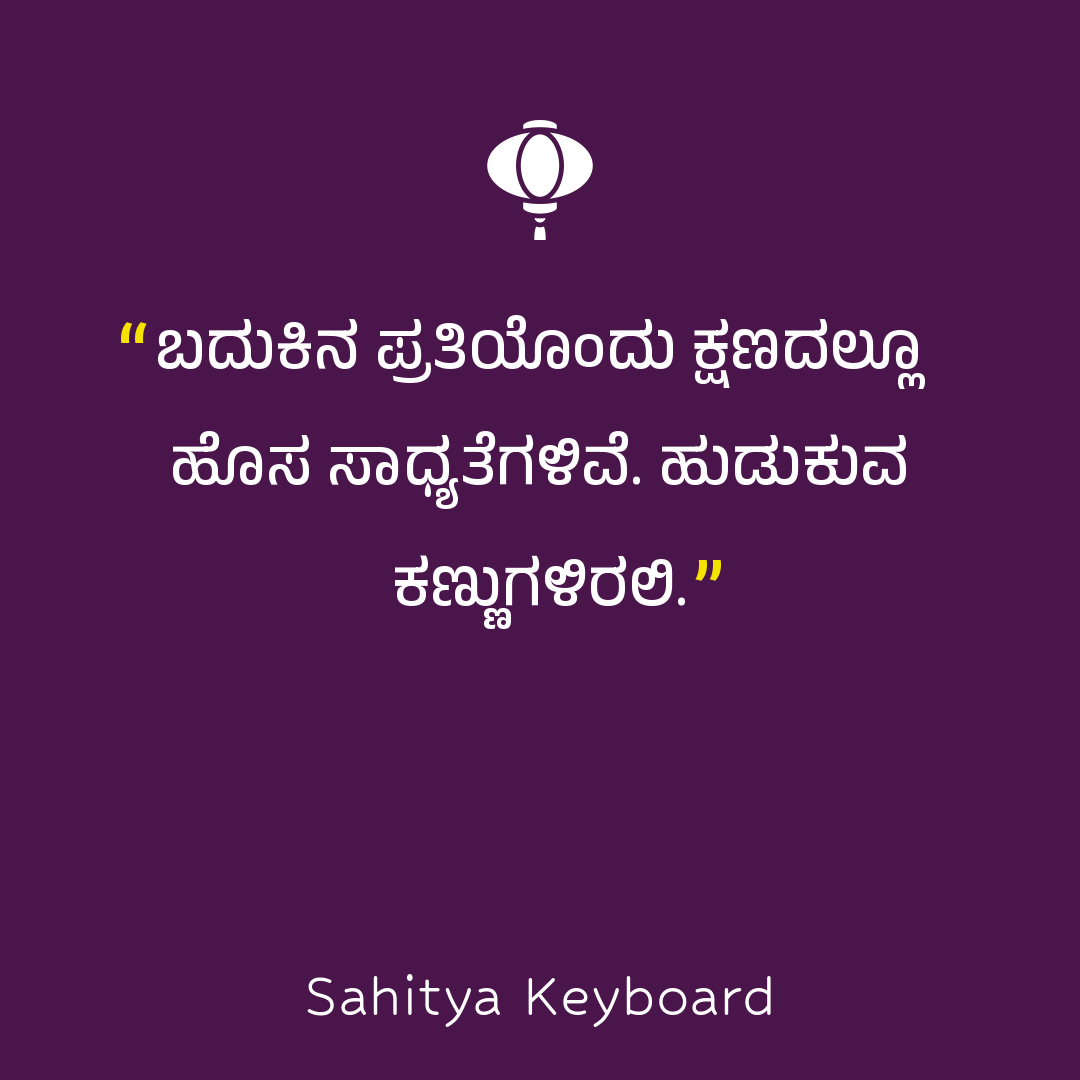 “ಬದುಕಿನ ಪ್ರತಿಯೊಂದು ಕ್ಷಣದಲ್ಲೂ
ಹೊಸ ಸಾಧ್ಯತೆಗಳಿವೆ. ಹುಡುಕುವ
ಕಣ್ಣುಗಳಿರಲಿ.”
Sahitya Keyboard